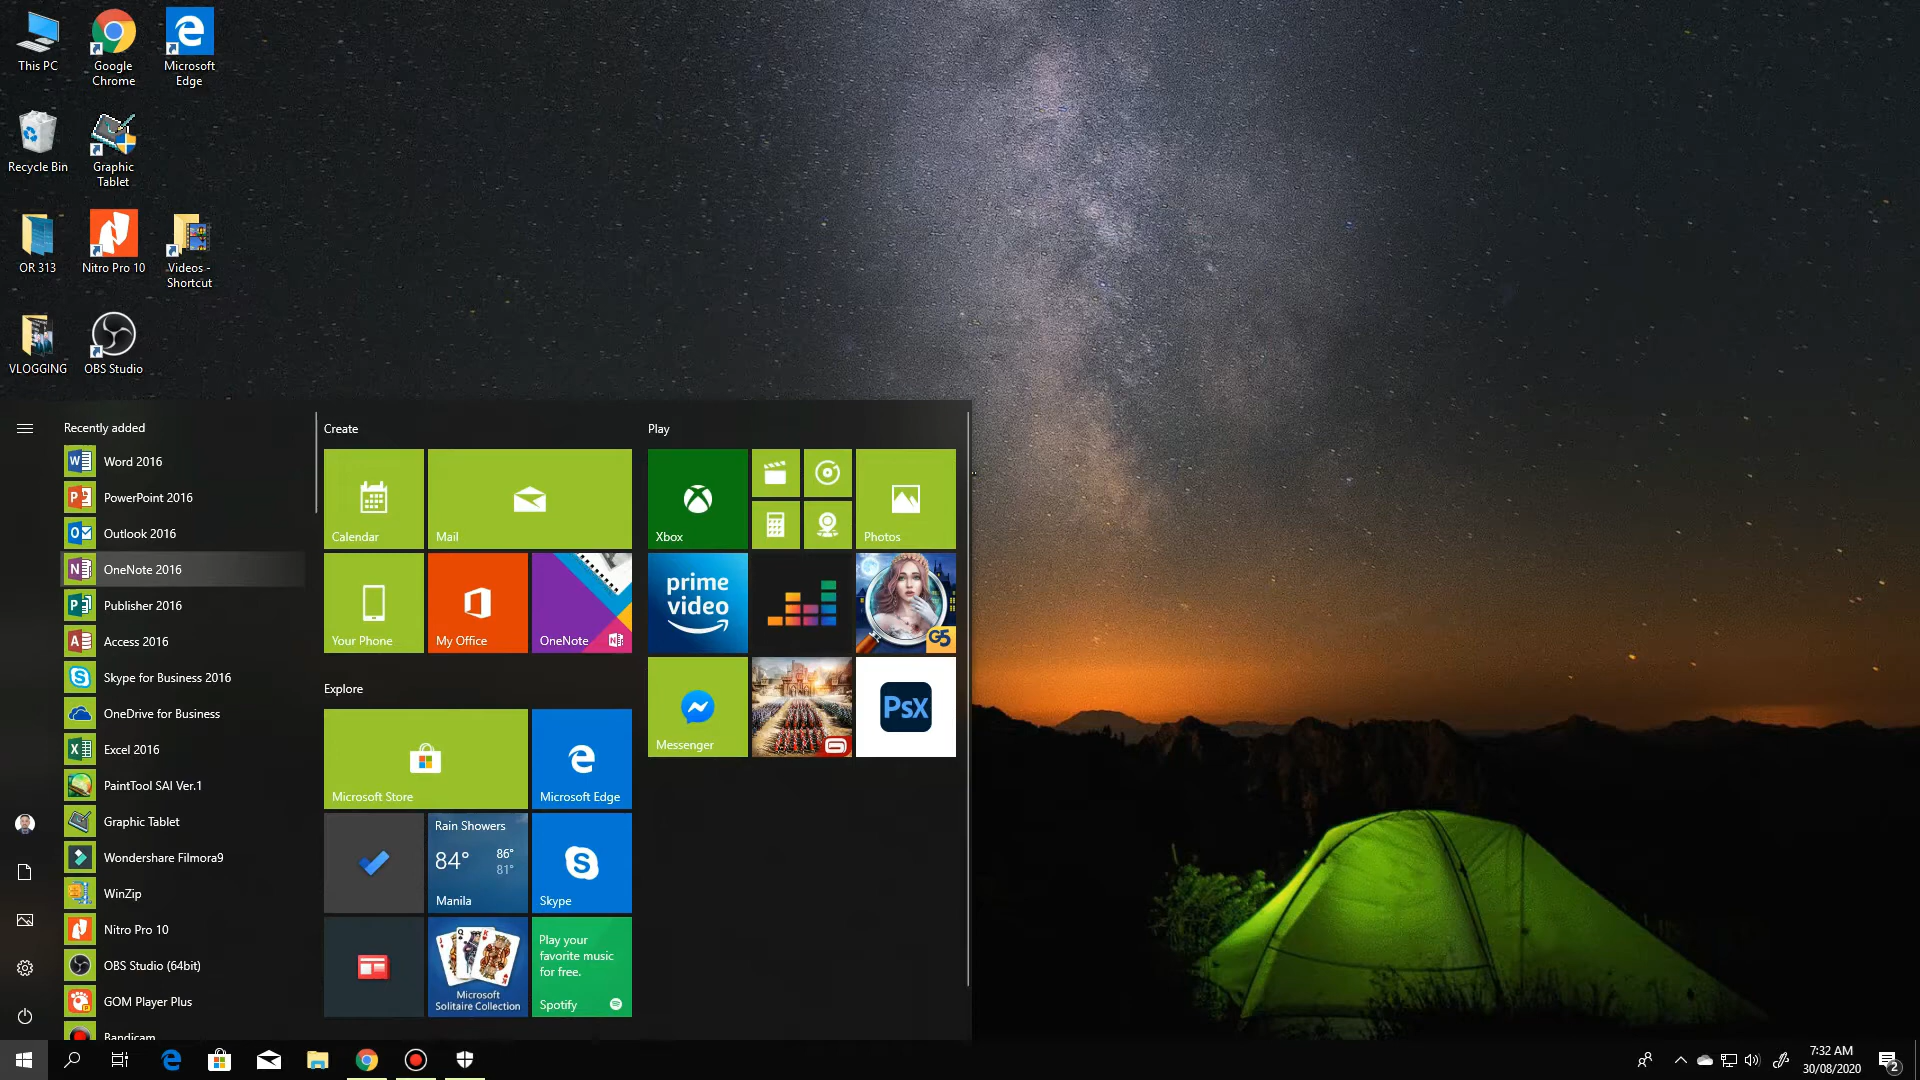 This PC
Google
Chrome
Microsoft
Edge
Recycle Bin
Graphic
Tablet
OR 313
Nitro Pro 10
Videos -
Shortcut
VLOGGING
OBS Studio
Recently added
Word 2016
PowerPoint 2016
Outlook 2016
OneNote 2016
Publisher 2016
Access 2016
Skype for Business 2016
OneDrive for Business
Excel 2016
PaintTool SAI Ver.1
Graphic Tablet
Wondershare Filmora9
WinZip
Nitro Pro 10
OBS Studio (64bit)
GOM Player Plus
Bandicam
Create
Calendar
Mail
Your Phone
My Office
OneNote
Explore
Microsoft Store
Microsoft Edge
Rain Showers
84°
86°
81°
Manila
Skype
Microsoft
Solitaire Collection
Play your
favorite music
for free.
Spotify
Play
Xbox
Photos
prime
video
G5
Messenger
PsX
7:32 AM
30/08/2020
2